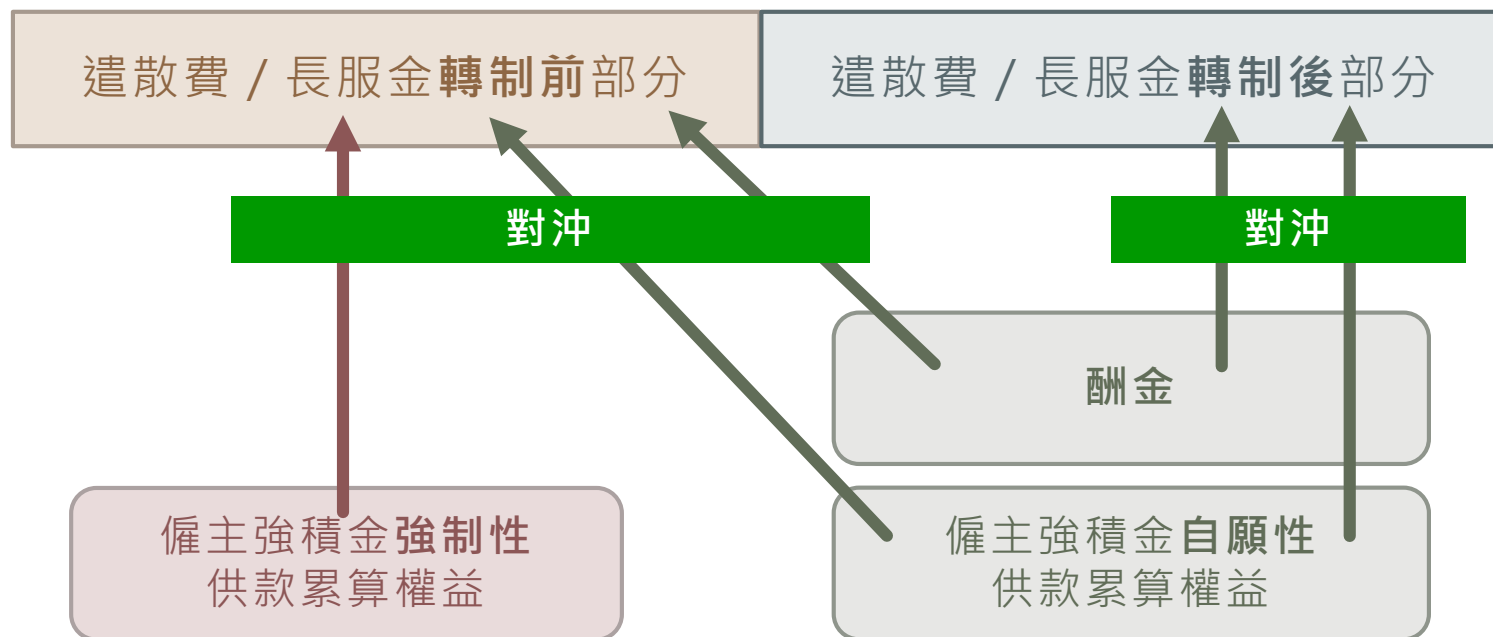 遣散費 / 長服金轉制前部分
遣散費 / 長服金轉制後部分
對沖
對沖
酬金
僱主強積金強制性
供款累算權益
僱主強積金自願性
供款累算權益